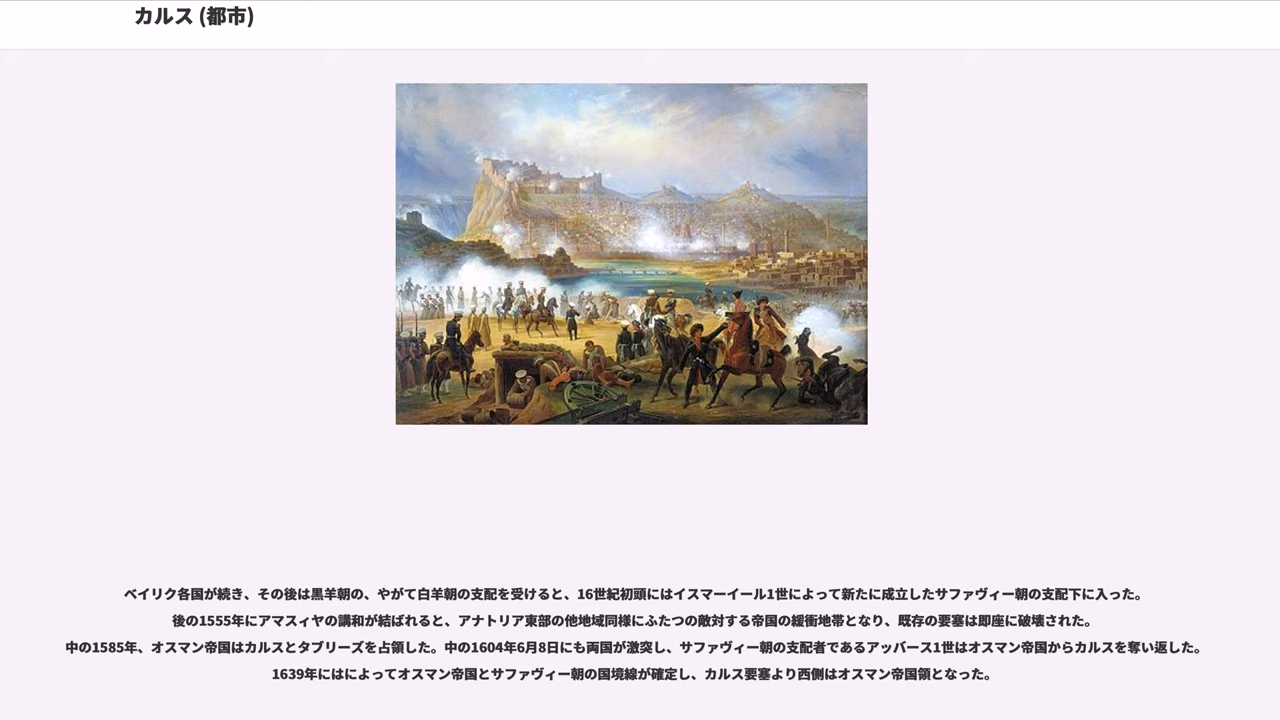 カルス (都市)
ベイリク各国が続き、その後は黒羊朝の、やがて白羊朝の支配を受けると、16世紀初頭にはイスマーイール1世によって新たに成立したサファヴィー朝の支配下に入った。
後の1555年にアマスィヤの講和が結ばれると、アナトリア東部の他地域同様にふたつの敵対する帝国の緩衝地帯となり、既存の要塞は即座に破壊された。
中の1585年、オスマン帝国はカルスとタブリーズを占領した。中の1604年6月8日にも両国が激突し、サファヴィー朝の支配者であるアッバース1世はオスマン帝国からカルスを奪い返した。
1639年にはによってオスマン帝国とサファヴィー朝の国境線が確定し、カルス要塞より西側はオスマン帝国領となった。